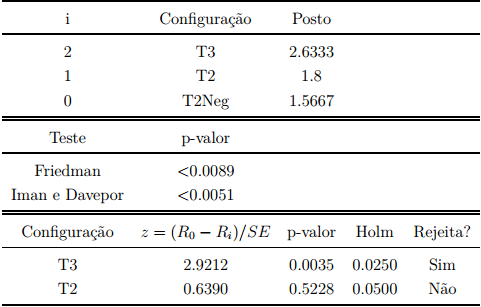 i Configuração Posto
2 T3 2.6333
1 T2 1.8
0 T2Neg 1.5667
Teste p-valor
Friedman <0.0089
Iman e Davepor <0.0051
Configuração z = (R₀ − Rᵢ)/SE p-valor Holm Rejeita?
T3 2.9212 0.0035 0.0250 Sim
T2 0.6390 0.5228 0.0500 Não